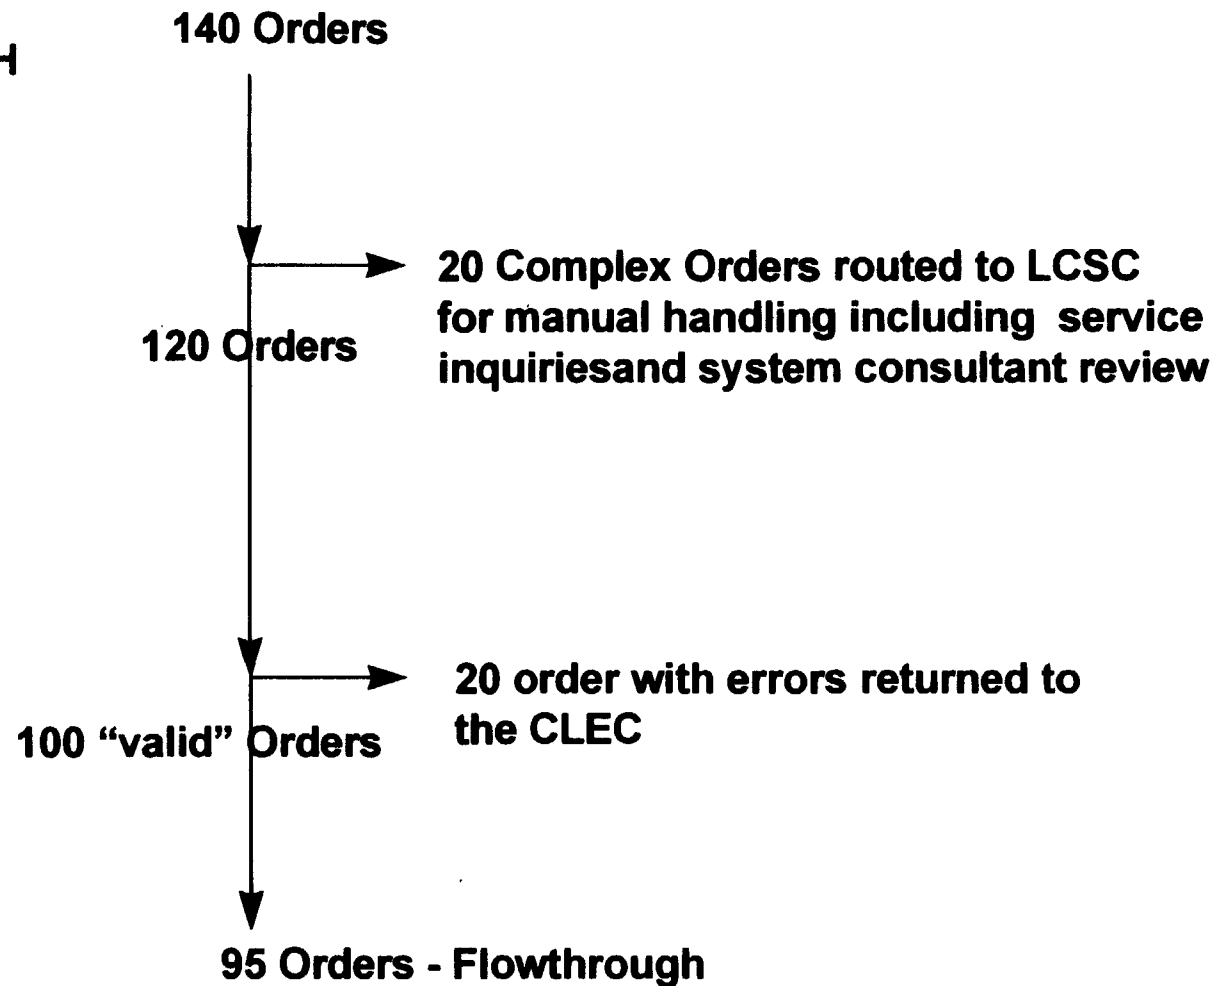 140 Orders
20 Complex Orders routed to LCSC
for manual handling including service
inquiriesand system consultant review
120 Orders
20 order with errors returned to
the CLEC
100 “valid” Orders
95 Orders - Flowthrough